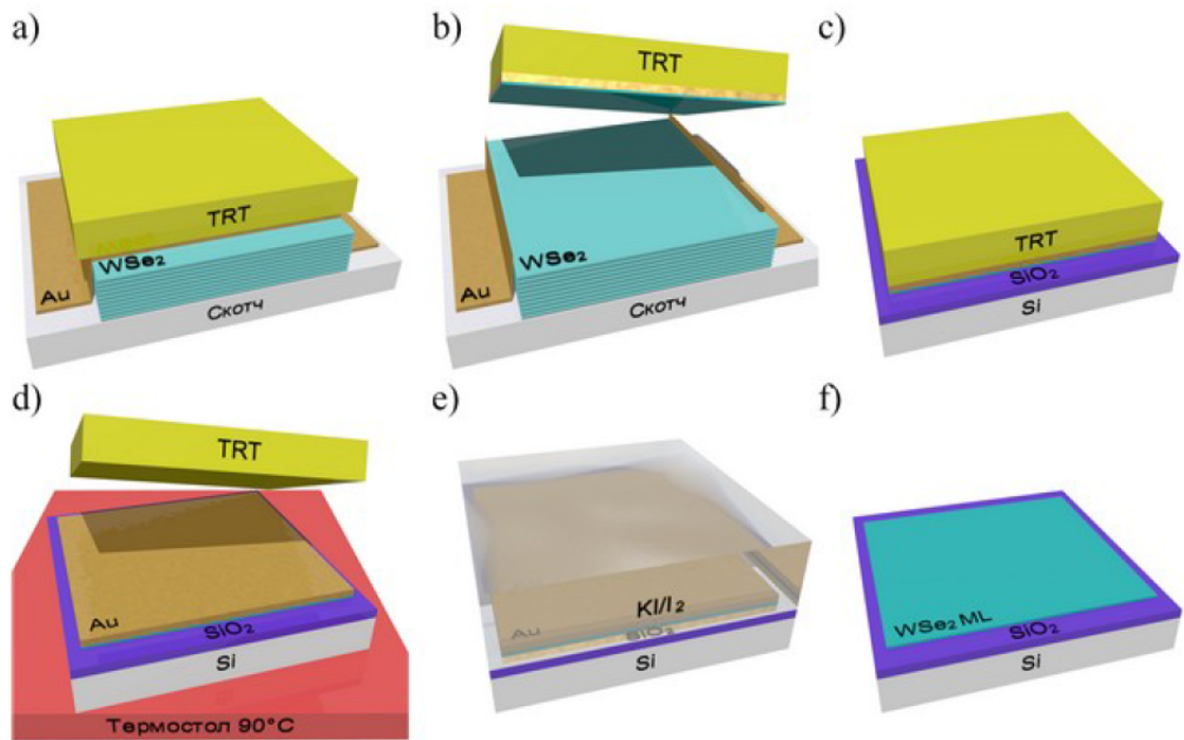 a)
TRT
WSe₂
Au
Скотч
b)
TRT
WSe₂
Au
Скотч
c)
TRT
SiO₂
Si
d)
TRT
Au
SiO₂
Si
Термостол 90°C
e)
KI/I₂
Au
SiO₂
Si
f)
WSe₂ ML
SiO₂
Si